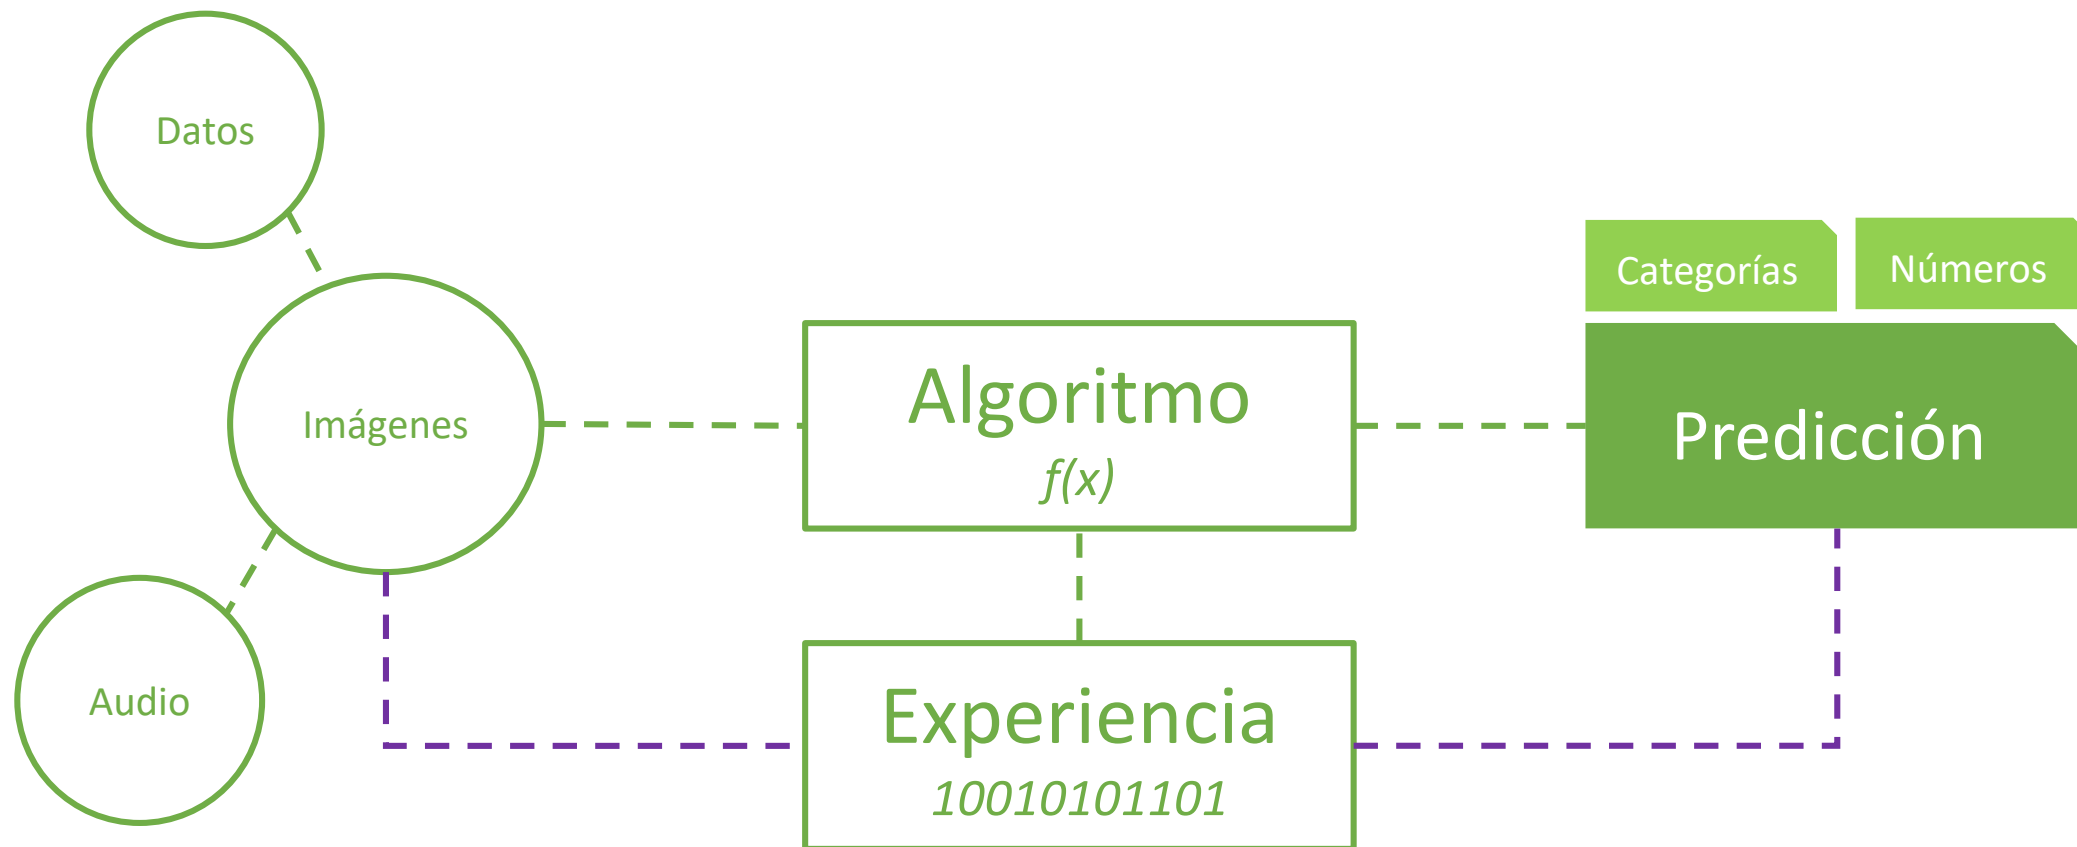 Datos
Imágenes
Audio
Algoritmo
f(x)
Experiencia
10010101101
Categorías
Números
Predicción